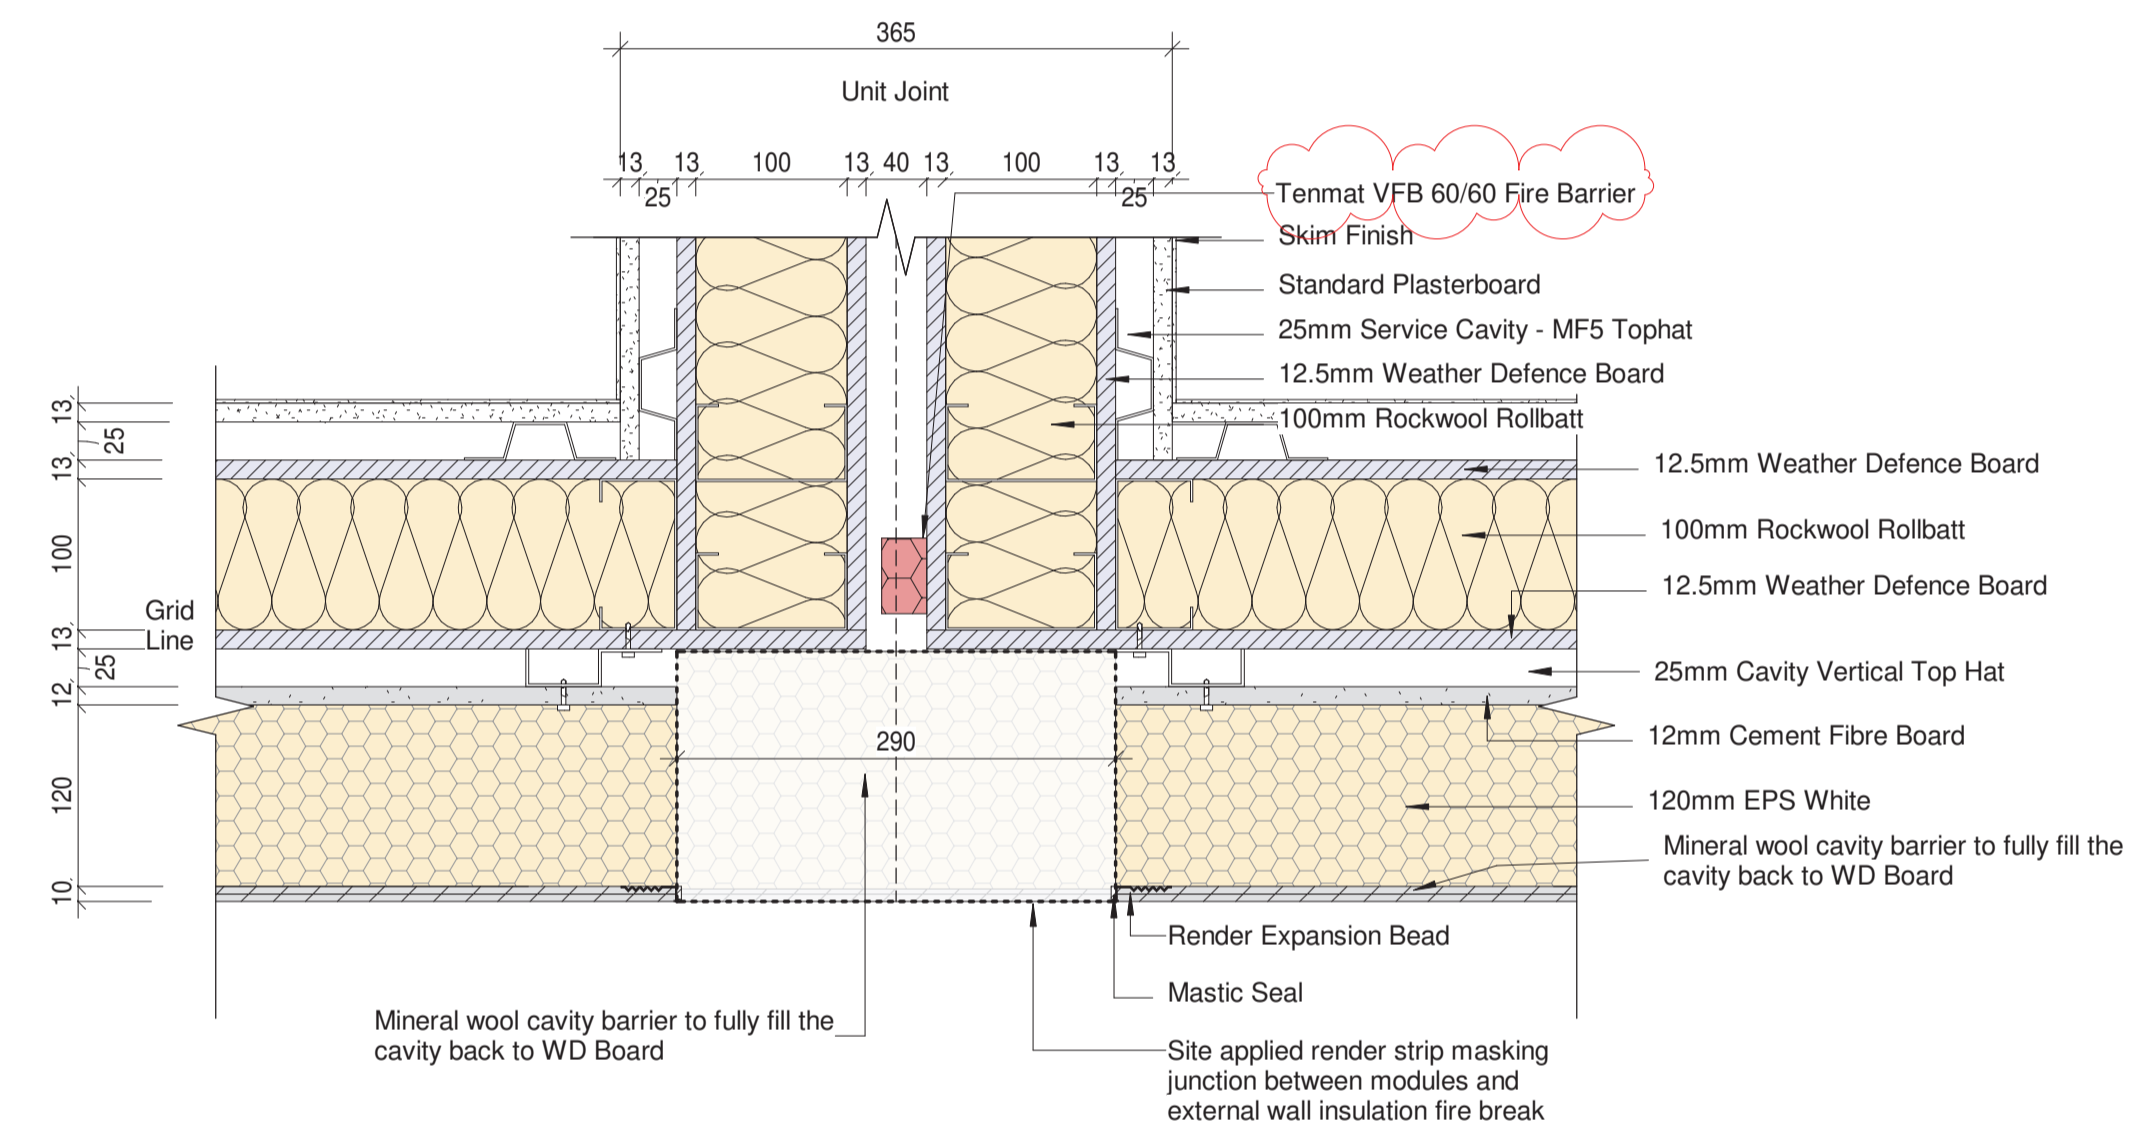 365
Unit Joint
13 13 100 13 40 13 100 13 13
25 25
Tenmat VFB 60/60 Fire Barrier
Skim Finish
Standard Plasterboard
25mm Service Cavity - MF5 Tophat
12.5mm Weather Defence Board
100mm Rockwool Rollbatt
12.5mm Weather Defence Board
100mm Rockwool Rollbatt
12.5mm Weather Defence Board
25mm Cavity Vertical Top Hat
12mm Cement Fibre Board
120mm EPS White
Mineral wool cavity barrier to fully fill the
cavity back to WD Board
13
25
13
100
Grid
Line
13
25
12
120
10
290
Render Expansion Bead
Mastic Seal
Mineral wool cavity barrier to fully fill the
cavity back to WD Board
Site applied render strip masking
junction between modules and
external wall insulation fire break